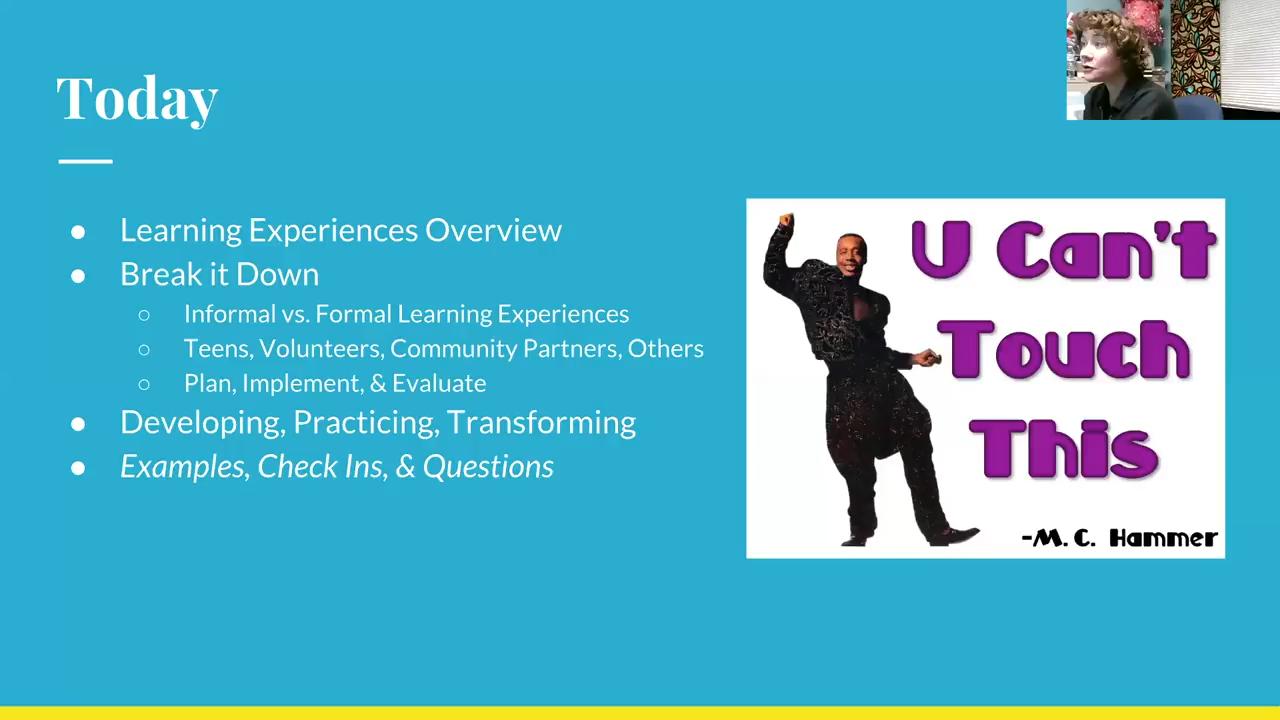 Today
● Learning Experiences Overview
● Break it Down
○ Informal vs. Formal Learning Experiences
○ Teens, Volunteers, Community Partners, Others
○ Plan, Implement, & Evaluate
● Developing, Practicing, Transforming
● Examples, Check Ins, & Questions
U Can't
Touch
This
-M. C. Hammer